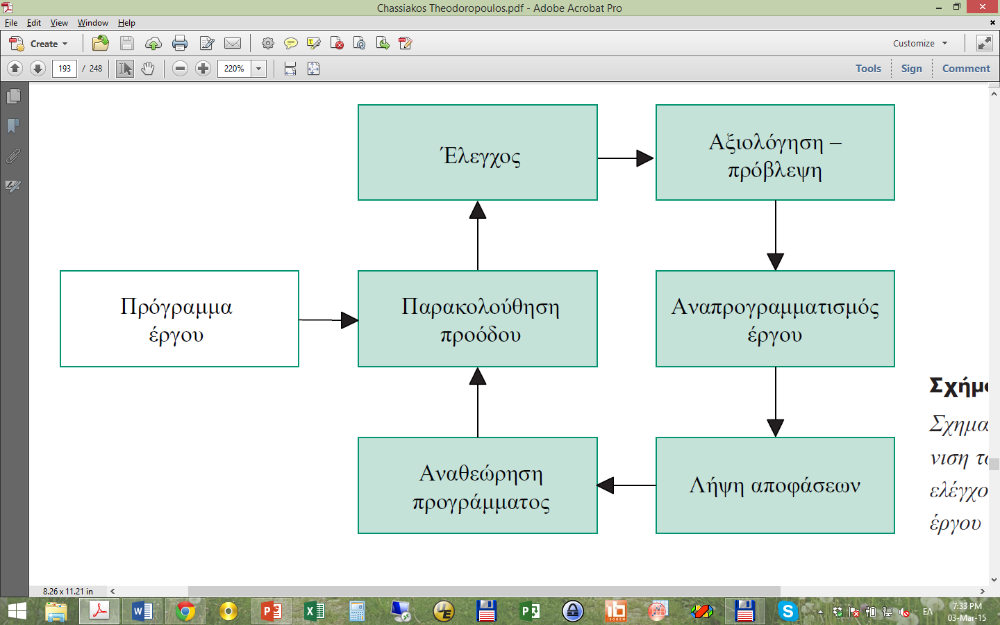 Chassiakos Theodoropoulos.pdf - Adobe Acrobat Pro
File Edit View Window Help
Create
Customize
193 / 248
220%
Tools Sign Comment
Έλεγχος
Αξιολόγηση –
πρόβλεψη
Πρόγραμμα
έργου
Παρακολούθηση
προόδου
Αναπρογραμματισμός
έργου
Αναθεώρηση
προγράμματος
Λήψη αποφάσεων
νιση
έργου
8.26 x 11.21 in
ΕΛ
7:33 PM
03-Mar-15